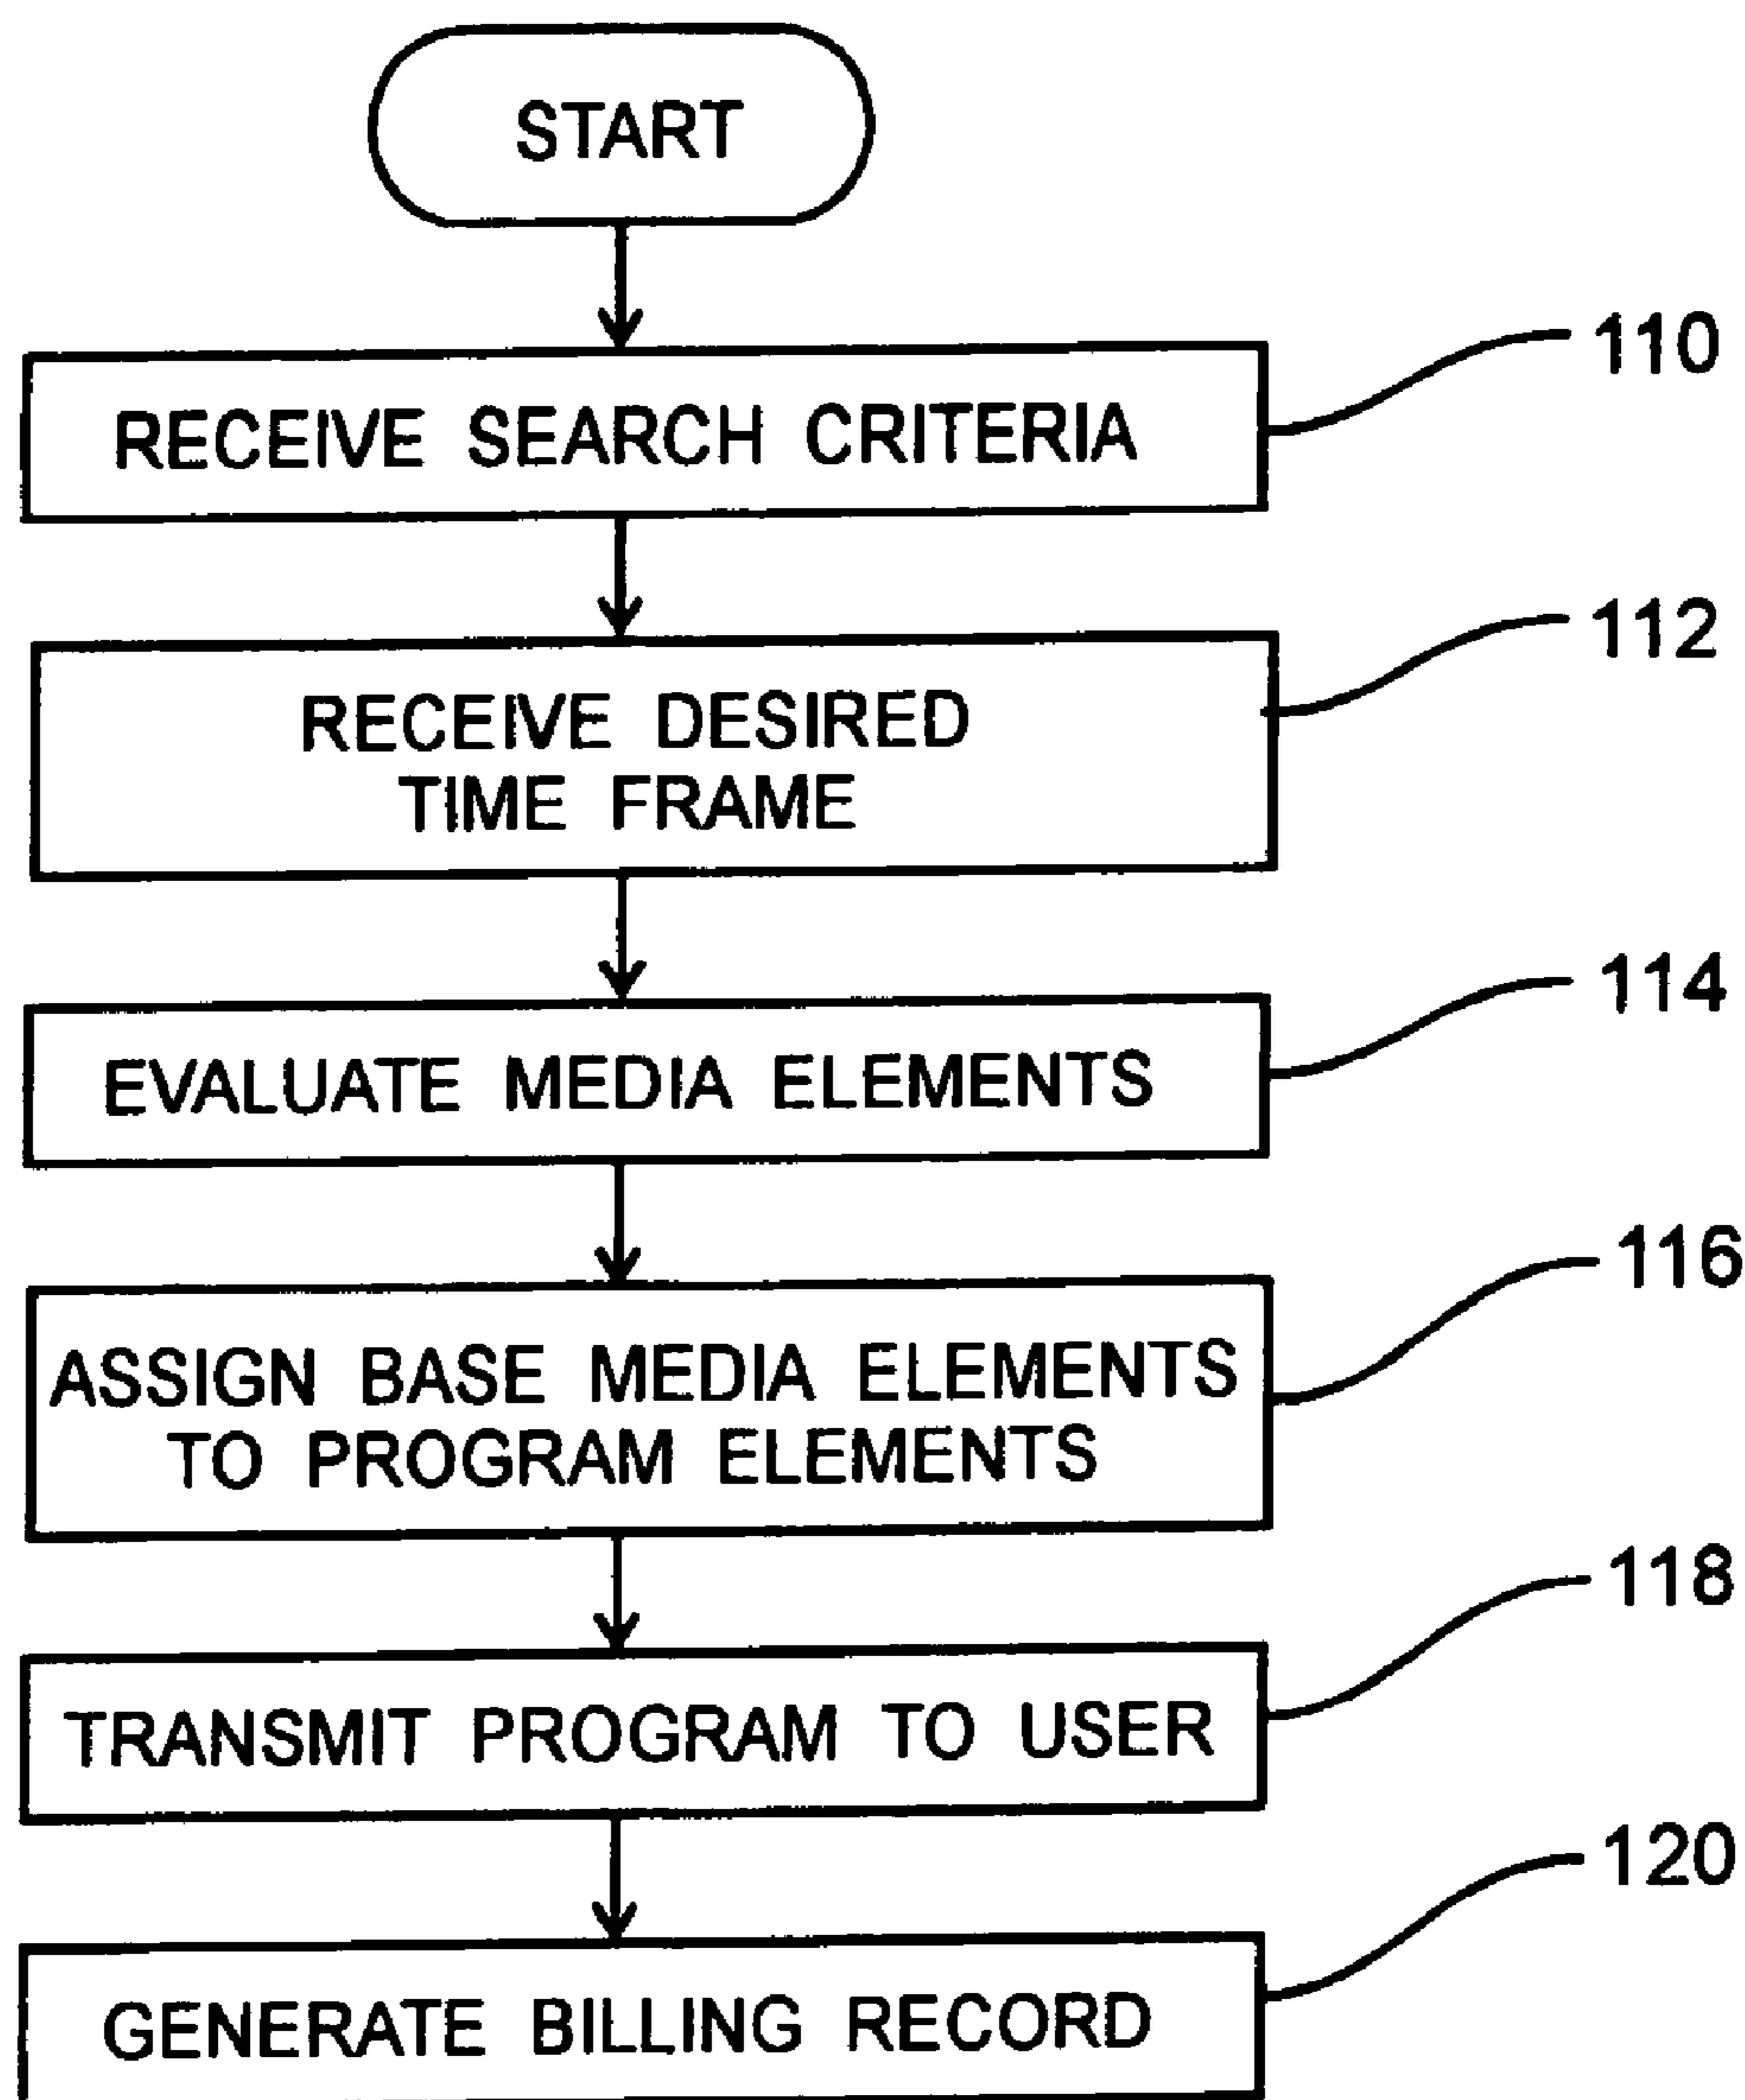 START
RECEIVE SEARCH CRITERIA
110
RECEIVE DESIRED
TIME FRAME
112
EVALUATE MEDIA ELEMENTS
114
ASSIGN BASE MEDIA ELEMENTS
TO PROGRAM ELEMENTS
116
TRANSMIT PROGRAM TO USER
118
GENERATE BILLING RECORD
120